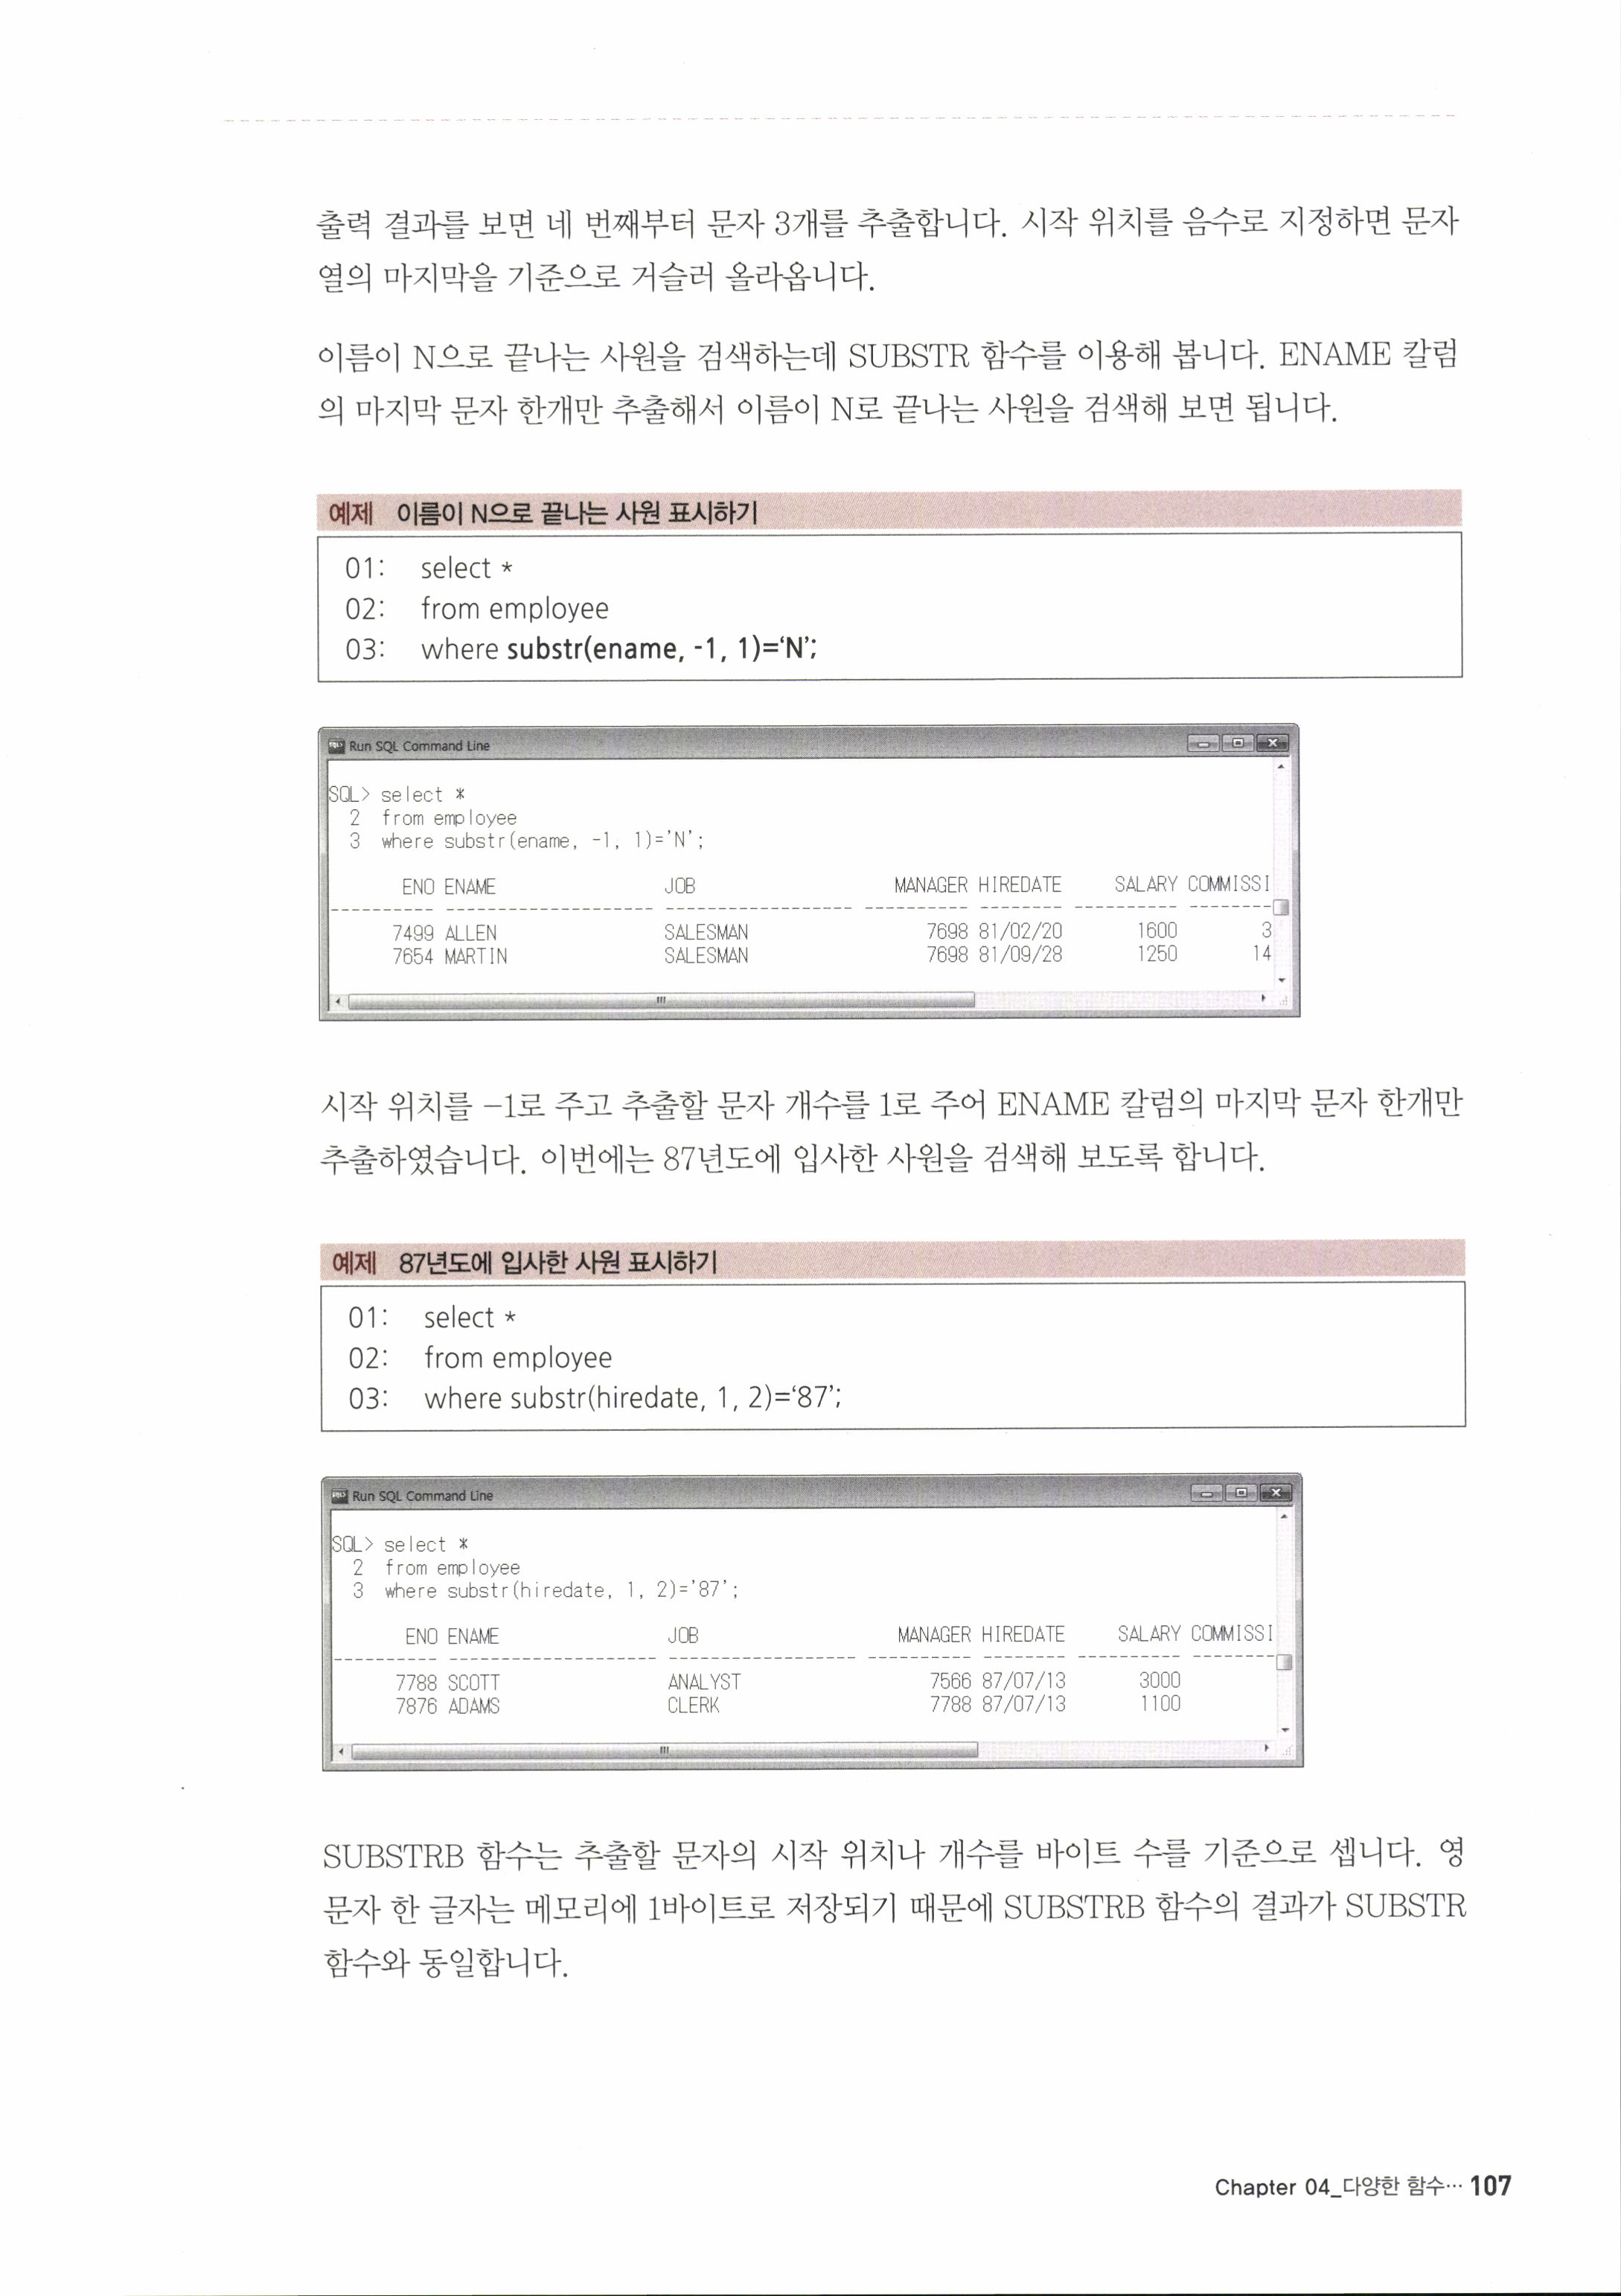 출력 결과를 보면 네 번째부터 문자 3개를 추출합니다. 시작 위치를 음수로 지정하면 문자
열의 마지막을 기준으로 거슬러 올라옵니다.
이름이 N으로 끝나는 사원을 검색하는데 SUBSTR 함수를 이용해 봅니다. ENAME 칼럼
의 마지막 문자 한개만 추출해서 이름이 N로 끝나는 사원을 검색해 보면 됩니다.
예제 이름이 N으로 끝나는 사원 표시하기
01: select *
02: from employee
03: where substr(ename, -1, 1)=‘N’;
Run SQL Command Line
SQL> select *
2 from employee
3 where substr(ename, -1, 1)='N';
ENO ENAME JOB MANAGER HIREDATE SALARY COMMISSI
---------- -------------------- ------------------ ---------- -------- ---------- --------
7499 ALLEN SALESMAN 7698 81/02/20 1600 3
7654 MARTIN SALESMAN 7698 81/09/28 1250 14
시작 위치를 –1로 주고 추출할 문자 개수를 1로 주어 ENAME 칼럼의 마지막 문자 한개만
추출하였습니다. 이번에는 87년도에 입사한 사원을 검색해 보도록 합니다.
예제 87년도에 입사한 사원 표시하기
01: select *
02: from employee
03: where substr(hiredate, 1, 2)=‘87’;
Run SQL Command Line
SQL> select *
2 from employee
3 where substr(hiredate, 1, 2)='87';
ENO ENAME JOB MANAGER HIREDATE SALARY COMMISSI
---------- -------------------- ------------------ ---------- -------- ---------- --------
7788 SCOTT ANALYST 7566 87/07/13 3000
7876 ADAMS CLERK 7788 87/07/13 1100
SUBSTRB 함수는 추출할 문자의 시작 위치나 개수를 바이트 수를 기준으로 셉니다. 영
문자 한 글자는 메모리에 1바이트로 저장되기 때문에 SUBSTRB 함수의 결과가 SUBSTR
함수와 동일합니다.
Chapter 04_다양한 함수… 107